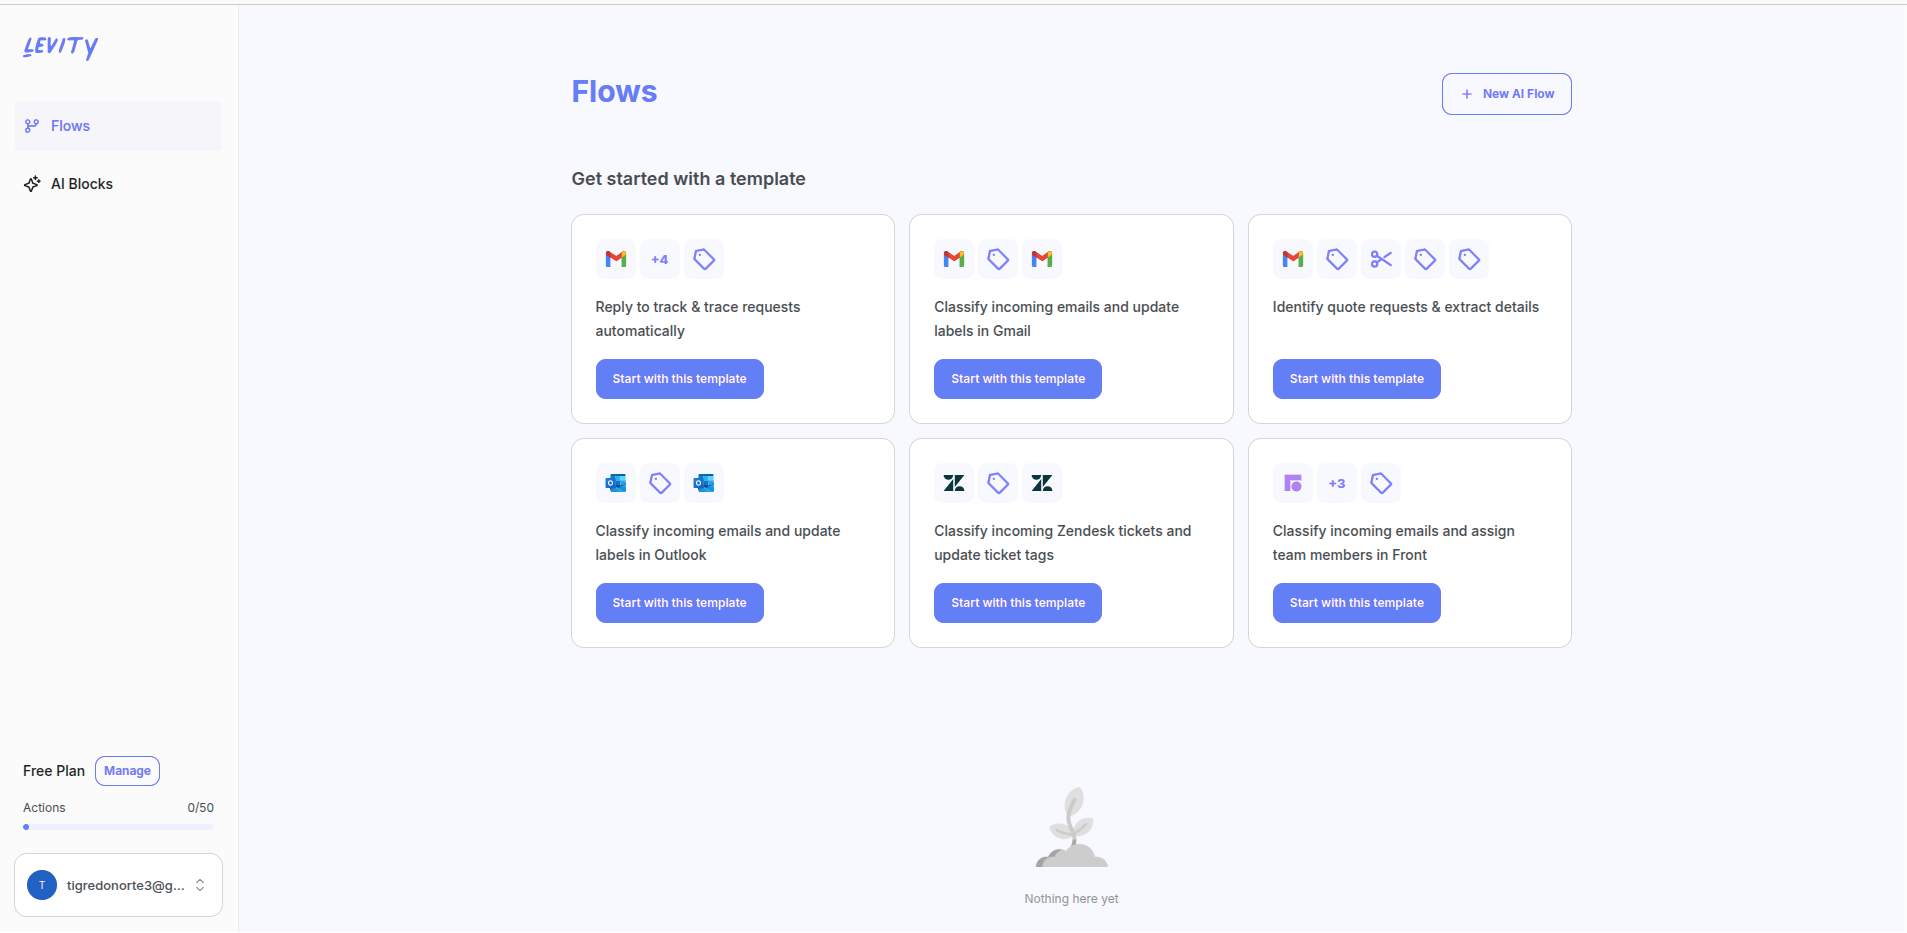 LEVITY
Flows
AI Blocks
Free Plan
Manage
Actions
0/50
T
tigredonorte3@g...
Flows
New AI Flow
Get started with a template
+4
Reply to track & trace requests
automatically
Start with this template
Classify incoming emails and update
labels in Gmail
Start with this template
Identify quote requests & extract details
Start with this template
Classify incoming emails and update
labels in Outlook
Start with this template
Classify incoming Zendesk tickets and
update ticket tags
Start with this template
+3
Classify incoming emails and assign
team members in Front
Start with this template
Nothing here yet